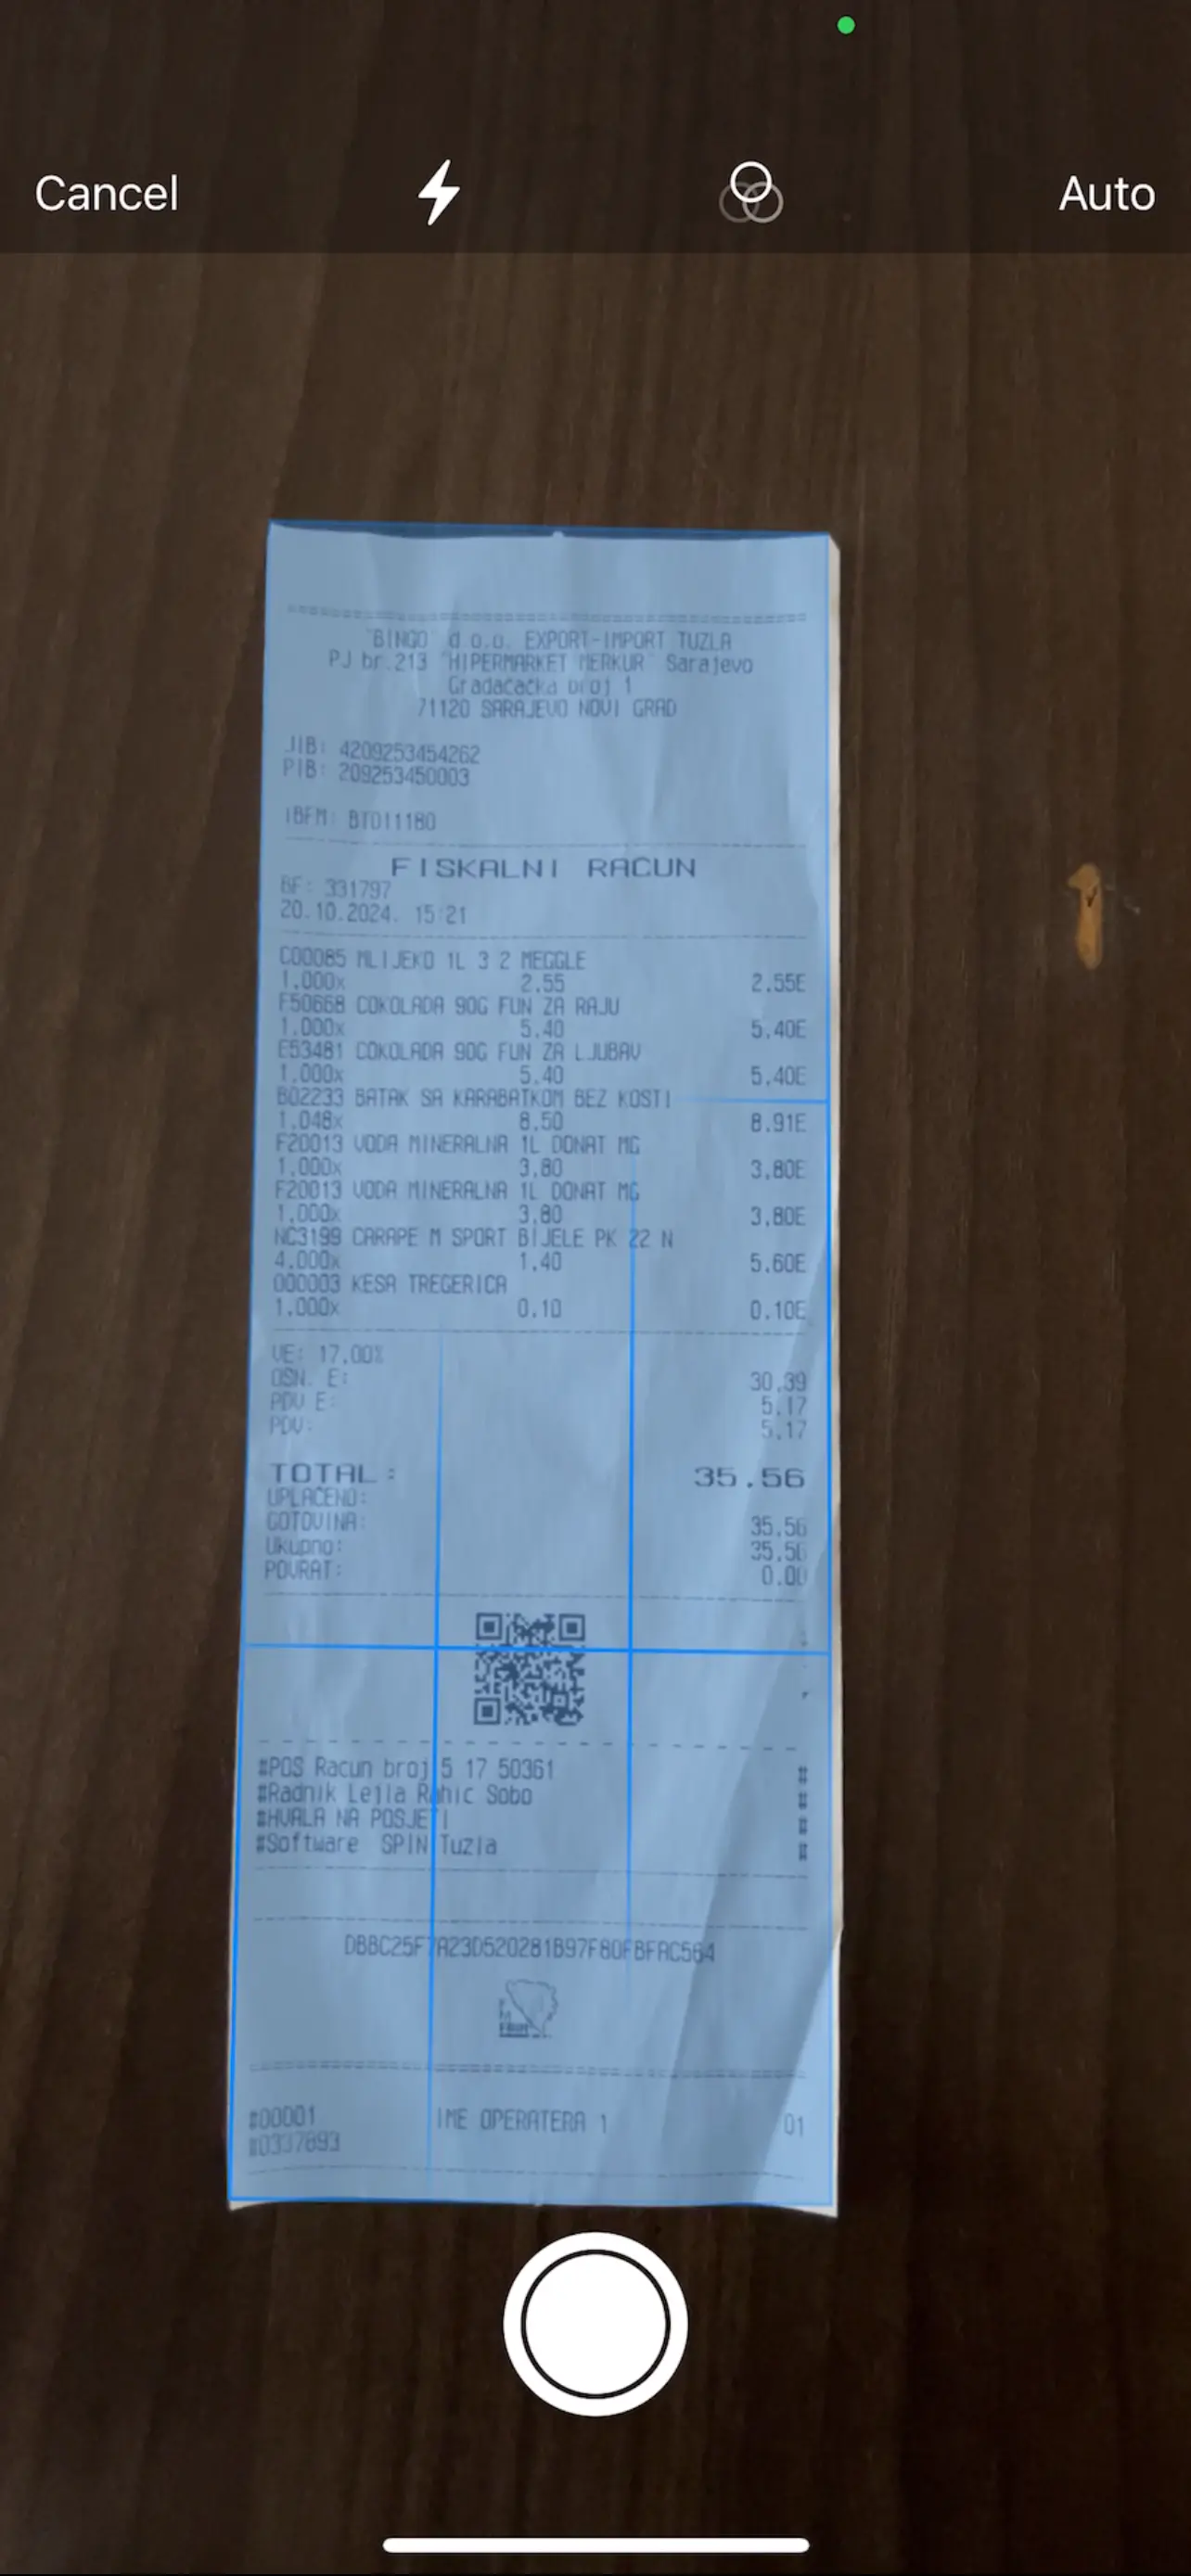 Cancel
Auto
"BINGO" d.o.o. EXPORT-IMPORT TUZLA
PJ br.213 "HIPERMARKET MERKUR" Sarajevo
Gradačačka broj 1
71120 SARAJEVO NOVI GRAD
JIB: 4209253454262
PIB: 209253450003
IBFM: BTD11180
FISKALNI RACUN
BF: 331797
20.10.2024. 15:21
C00085 MLIJEKO 1L 3 2 MEGGLE
1.000x 2.55 2.55E
F50668 COKOLADA 90G FUN ZA RAJU
1.000x 5.40 5.40E
E53481 COKOLADA 90G FUN ZA LJUBAV
1.000x 5.40 5.40E
B02233 BATAK SA KARABATKOM BEZ KOSTI
1.048x 8.50 8.91E
F20013 VODA MINERALNA 1L DONAT MG
1.000x 3.80 3.80E
F20013 VODA MINERALNA 1L DONAT MG
1.000x 3.80 3.80E
NC3199 CARAPE M SPORT BIJELE PK 22 N
4.000x 1.40 5.60E
000003 KESA TREGERICA
1.000x 0.10 0.10E
VE: 17.00%
OSN. E: 30.39
PDV E: 5.17
PDV: 5.17
TOTAL: 35.56
UPLACENO:
GOTOVINA: 35.56
Ukupno: 35.56
POVRAT: 0.00
#POS Racun broj 5 17 50361 #
#Radnik Lejla Rahic Sobo #
#HVALA NA POSJETI #
#Software SPIN Tuzla #
DBBC25F7A23D520281B97F80FBFAC564
#00001 IME OPERATERA 1 01
#0337893